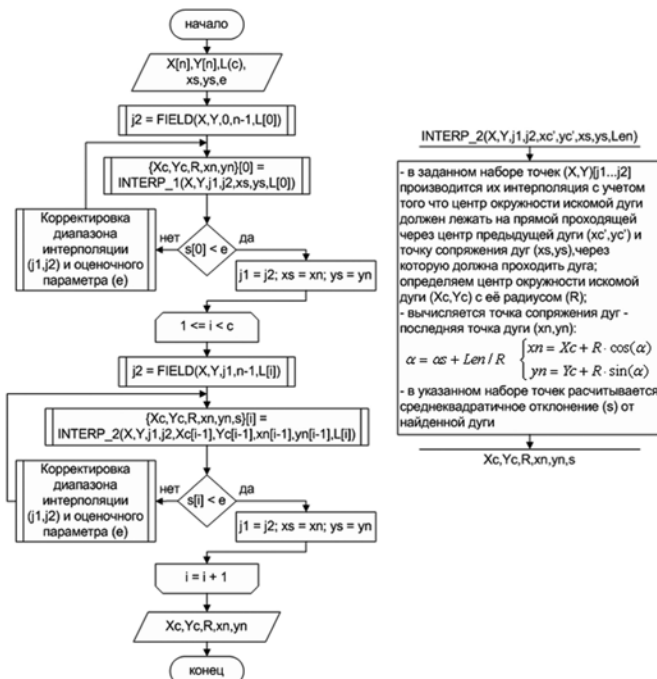 начало
X[n],Y[n],L(c),
xs,ys,e
j2 = FIELD(X,Y,0,n-1,L[0])
{Xc,Yc,R,xn,yn}[0] =
INTERP_1(X,Y,j1,j2,xs,ys,L[0])
Корректировка
диапазона
интерполяции
(j1,j2) и оценочного
параметра (e)
нет
s[0] < e
да
j1 = j2; xs = xn; ys = yn
1 <= i < c
j2 = FIELD(X,Y,j1,n-1,L[i])
{Xc,Yc,R,xn,yn,s}[i] =
INTERP_2(X,Y,j1,j2,Xc[i-1],Yc[i-1],xn[i-1],yn[i-1],L[i])
Корректировка
диапазона
интерполяции
(j1,j2) и оценочного
параметра (e)
нет
s[i] < e
да
j1 = j2; xs = xn; ys = yn
i = i + 1
Xc,Yc,R,xn,yn
конец
INTERP_2(X,Y,j1,j2,xc',yc',xs,ys,Len)
- в заданном наборе точек (X,Y)[j1...j2]
производится их интерполяция с учетом
того что центр окружности искомой дуги
должен лежать на прямой проходящей
через центр предыдущей дуги (xc',yc') и
точку сопряжения дуг (xs,ys),через
которую должна проходить дуга;
определяем центр окружности искомой
дуги (Xc,Yc) с её радиусом (R);
- вычисляется точка сопряжения дуг -
последняя точка дуги (xn,yn):
α = αs + Len / R { xn = Xc + R · cos(α)
yn = Yc + R · sin(α)
- в указанном наборе точек расчитывается
среднеквадратичное отклонение (s) от
найденной дуги
Xc,Yc,R,xn,yn,s